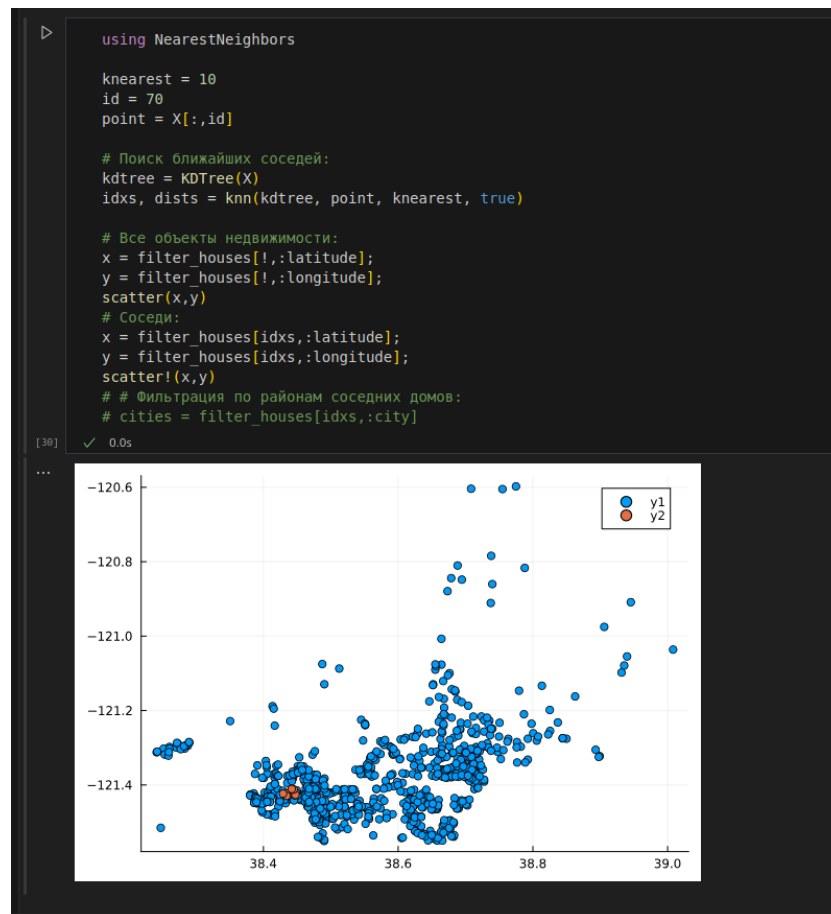 using NearestNeighbors
knearest = 10
id = 70
point = X[:,id]
# Поиск ближайших соседей:
kdtree = KDTree(X)
idxs, dists = knn(kdtree, point, knearest, true)
# Все объекты недвижимости:
x = filter_houses[!,:latitude];
y = filter_houses[!,:longitude];
scatter(x,y)
# Соседи:
x = filter_houses[idxs,:latitude];
y = filter_houses[idxs,:longitude];
scatter!(x,y)
# # Фильтрация по районам соседних домов:
# cities = filter_houses[idxs,:city]
[30] ✓ 0.0s
...
−120.6
−120.8
−121.0
−121.2
−121.4
y1
y2
38.4 38.6 38.8 39.0